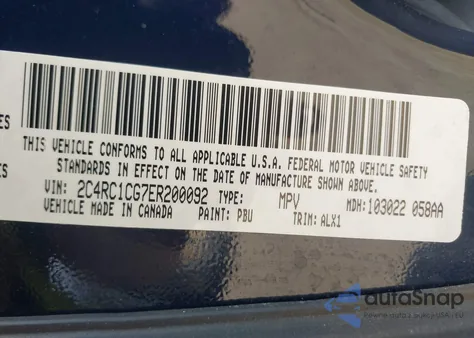 ES
THIS VEHICLE CONFORMS TO ALL APPLICABLE U.S.A. FEDERAL MOTOR VEHICLE SAFETY
STANDARDS IN EFFECT ON THE DATE OF MANUFACTURE SHOWN ABOVE.
VIN: 2C4RC1CG7ER200092 TYPE: MPV MDH: 103022 058AA
VEHICLE MADE IN CANADA PAINT: PBU TRIM: ALX1
autoSnap